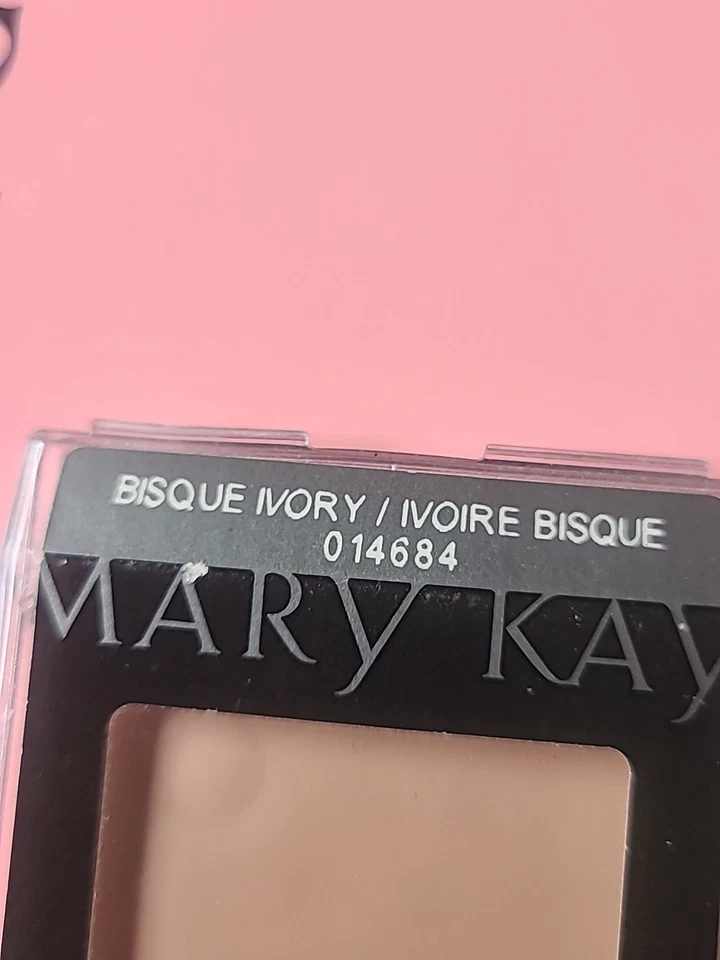 BISQUE IVORY / IVOIRE BISQUE
014684
MARY KAY